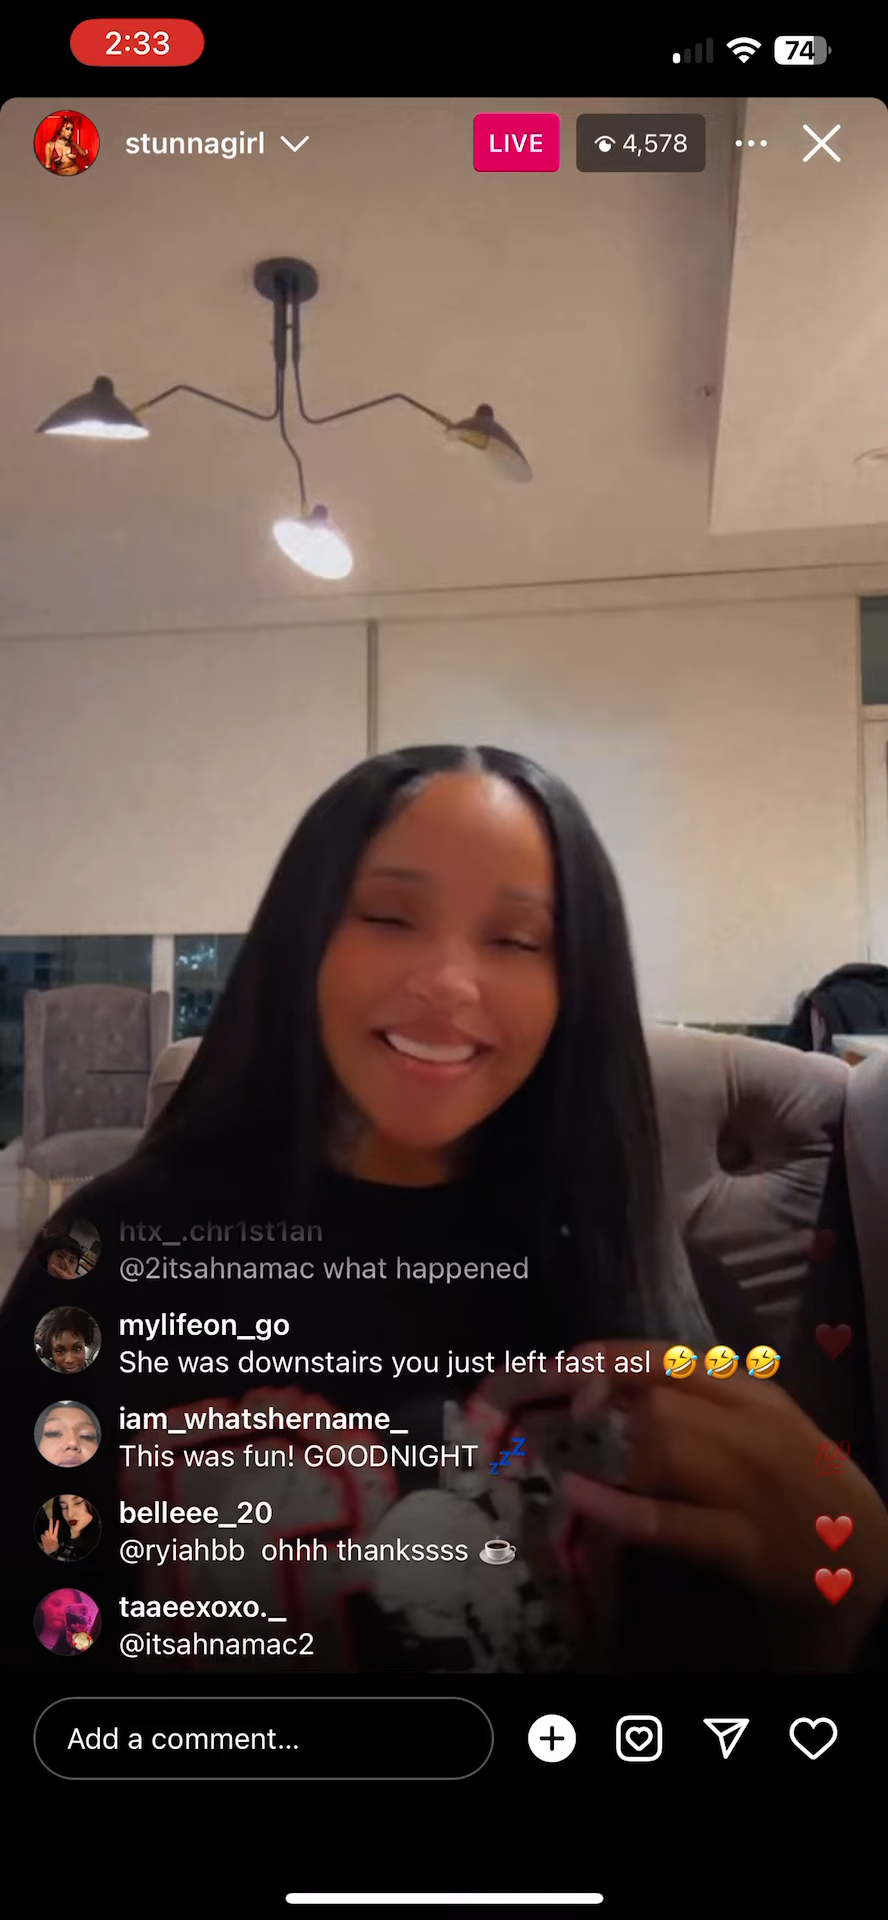 2:33
74
stunnagirl
LIVE
4,578
htx_.chr1st1an
@2itsahnamac what happened
mylifeon_go
She was downstairs you just left fast asl 🤣🤣🤣
iam_whatshername_
This was fun! GOODNIGHT 💤
belleee_20
@ryiahbb ohhh thankssss ☕
taaeexoxo._
@itsahnamac2
Add a comment...